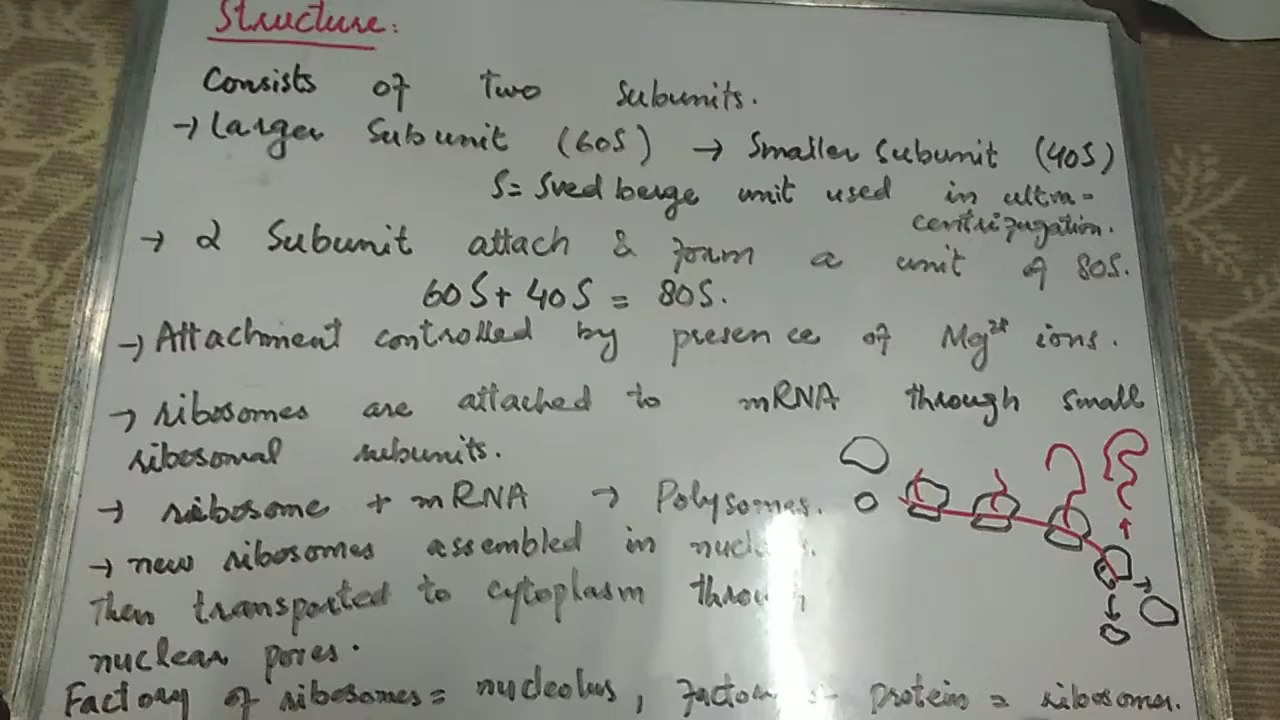 Structure:
Consists of Two Subunits.
→ Larger Subunit (60S) → Smaller Subunit (40S)
S = Svedberge unit used in ultra-
centrifugation.
→ 2 Subunit attach & form a unit of 80S.
60S + 40S = 80S.
→ Attachment controlled by presence of Mg²⁺ ions.
→ ribosomes are attached to mRNA through small
ribosomal subunits.
→ ribosome + mRNA → Polysomes.
→ new ribosomes assembled in
Then transported to cytoplasm through
nuclear pores.
Factory of ribosomes = nucleolus, Factory of protein = ribosomes.